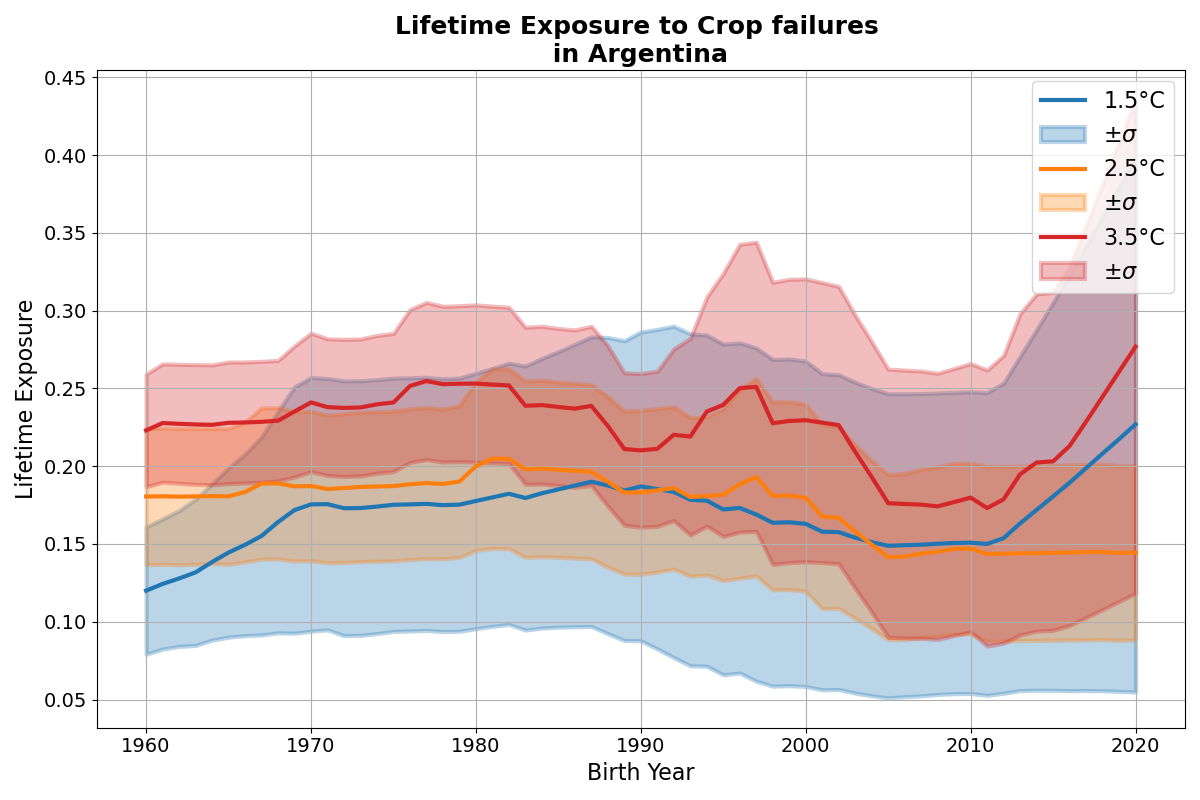 Lifetime Exposure to Crop failures
in Argentina
Lifetime Exposure
0.45
0.40
0.35
0.30
0.25
0.20
0.15
0.10
0.05
1.5°C
±σ
2.5°C
±σ
3.5°C
±σ
1960 1970 1980 1990 2000 2010 2020
Birth Year